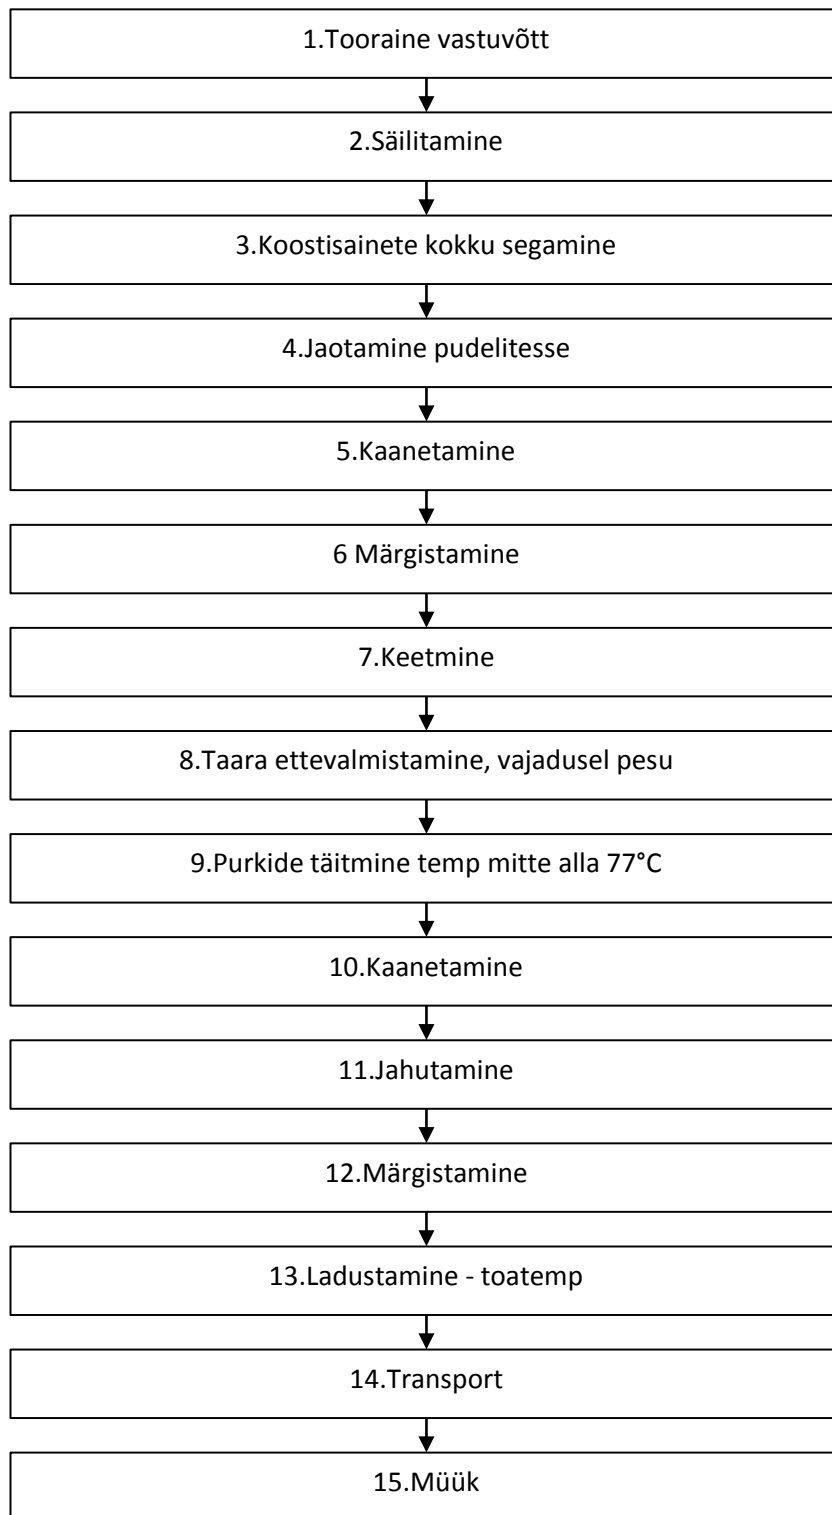 1.Tooraine vastuvõtt
2.Säilitamine
3.Koostisainete kokku segamine
4.Jaotamine pudelitesse
5.Kaanetamine
6 Märgistamine
7.Keetmine
8.Taara ettevalmistamine, vajadusel pesu
9.Purkide täitmine temp mitte alla 77°C
10.Kaanetamine
11.Jahutamine
12.Märgistamine
13.Ladustamine - toatemp
14.Transport
15.Müük